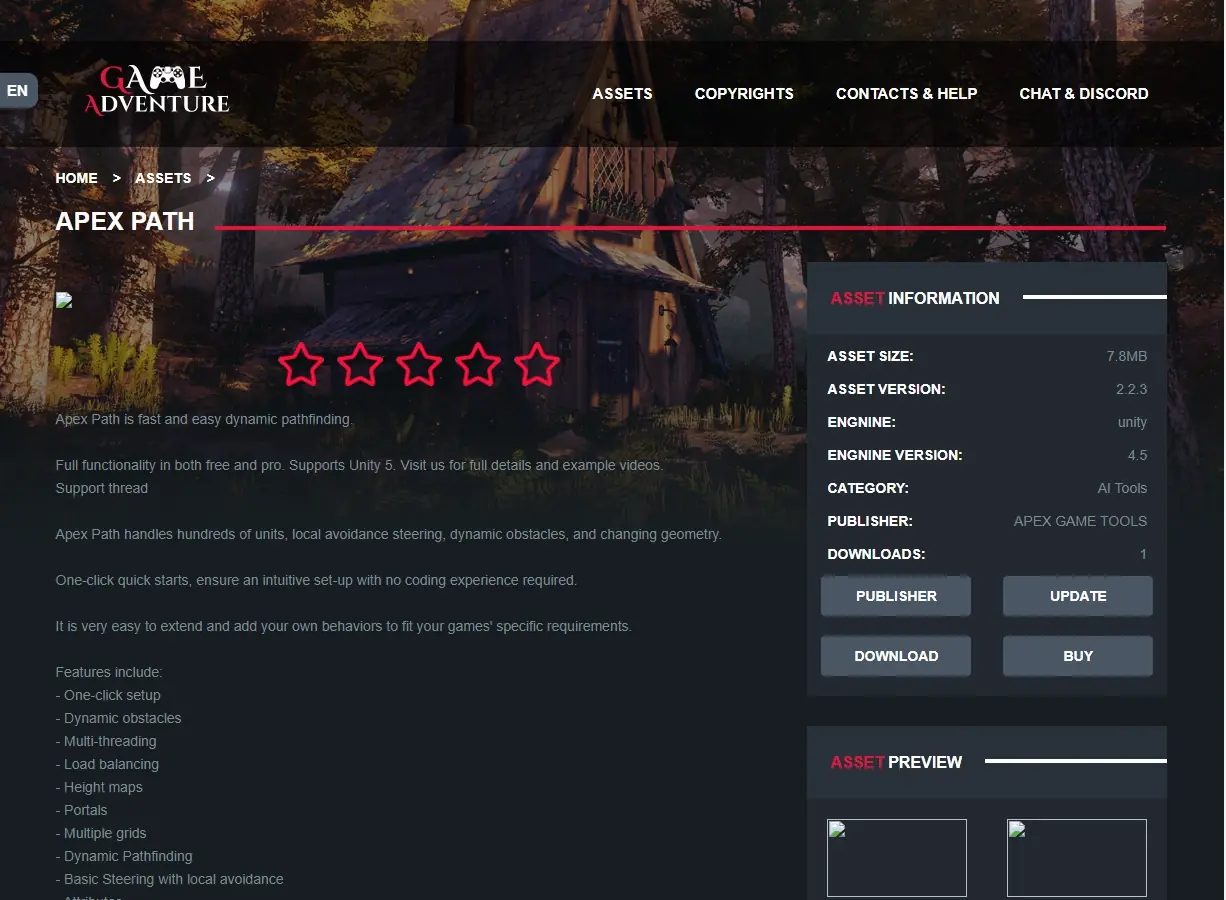 EN
GAME
ADVENTURE
ASSETS COPYRIGHTS CONTACTS & HELP CHAT & DISCORD
HOME > ASSETS >
APEX PATH
Apex Path is fast and easy dynamic pathfinding.
Full functionality in both free and pro. Supports Unity 5. Visit us for full details and example videos.
Support thread
Apex Path handles hundreds of units, local avoidance steering, dynamic obstacles, and changing geometry.
One-click quick starts, ensure an intuitive set-up with no coding experience required.
It is very easy to extend and add your own behaviors to fit your games' specific requirements.
Features include:
- One-click setup
- Dynamic obstacles
- Multi-threading
- Load balancing
- Height maps
- Portals
- Multiple grids
- Dynamic Pathfinding
- Basic Steering with local avoidance
- Attributes
ASSET INFORMATION
ASSET SIZE: 7.8MB
ASSET VERSION: 2.2.3
ENGNINE: unity
ENGNINE VERSION: 4.5
CATEGORY: AI Tools
PUBLISHER: APEX GAME TOOLS
DOWNLOADS: 1
PUBLISHER UPDATE
DOWNLOAD BUY
ASSET PREVIEW